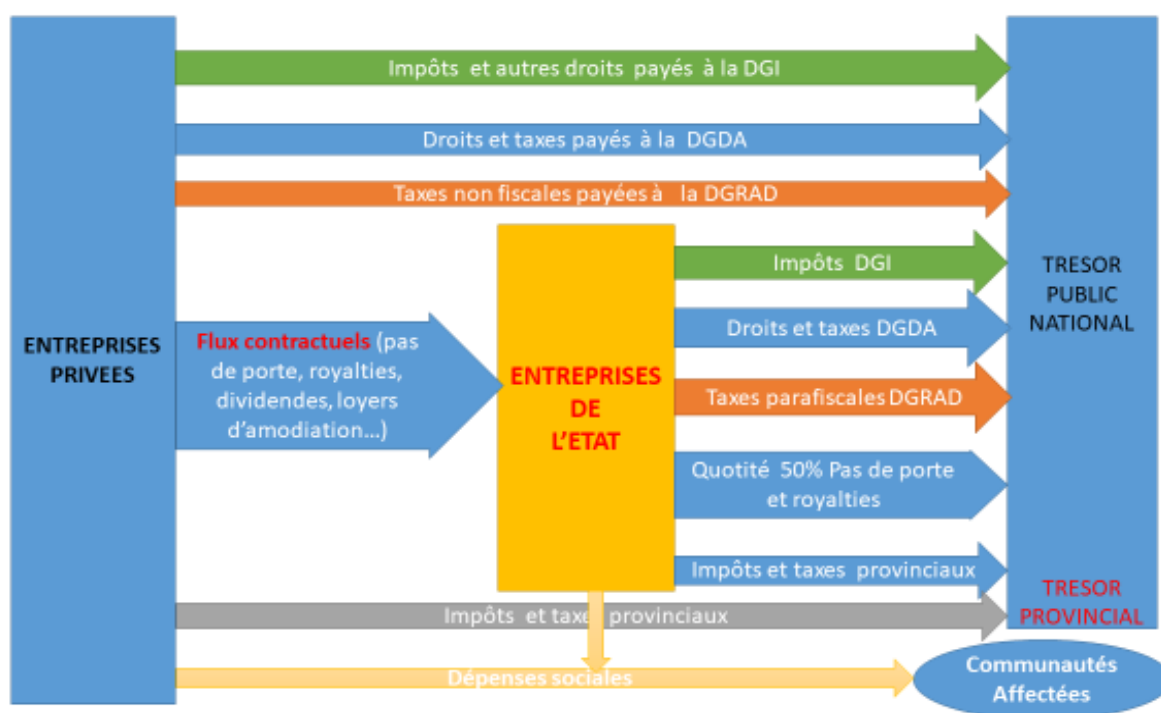 Impôts et autres droits payés à la DGI
Droits et taxes payés à la DGDA
Taxes non fiscales payées à la DGRAD
ENTREPRISES
PRIVEES
Flux contractuels (pas
de porte, royalties,
dividendes, loyers
d'amodiation...)
ENTREPRISES
DE
L'ETAT
Impôts DGI
Droits et taxes DGDA
Taxes parafiscales DGRAD
Quotité 50% Pas de porte
et royalties
Impôts et taxes provinciaux
TRESOR
PUBLIC
NATIONAL
TRESOR
PROVINCIAL
Impôts et taxes provinciaux
Dépenses sociales
Communautés
Affectées